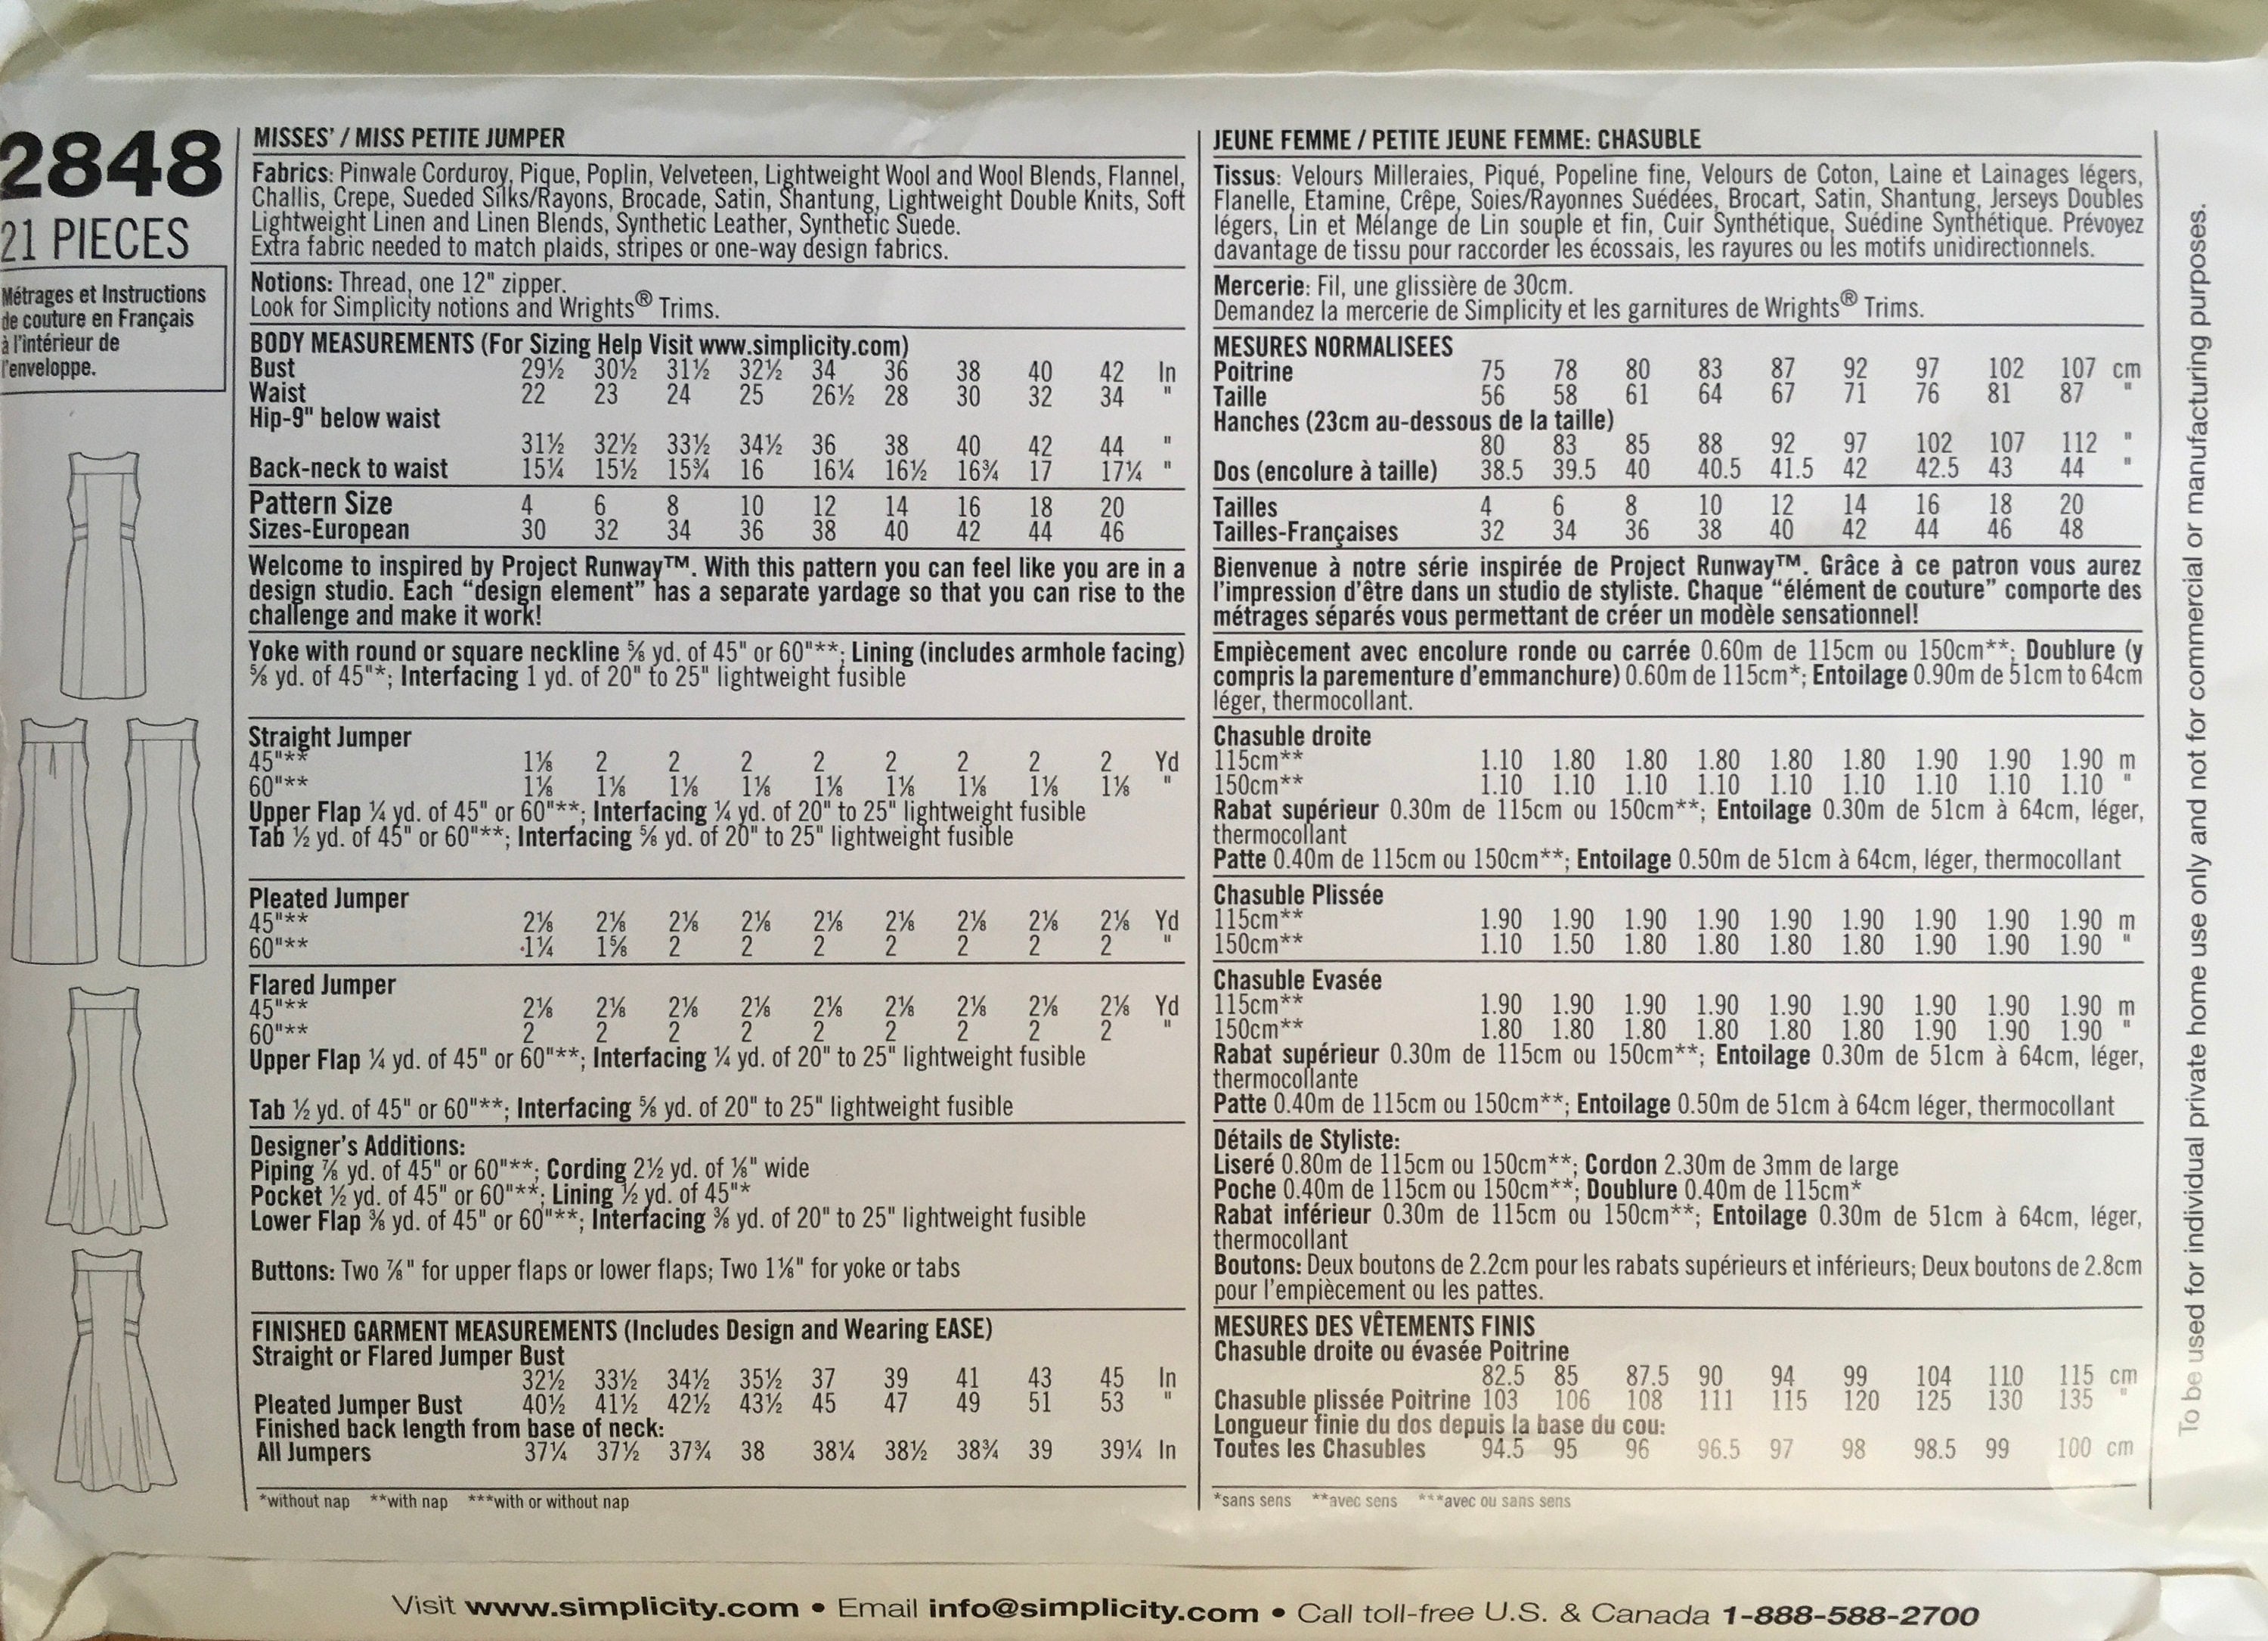 2848
21 PIECES
Métrages et Instructions
de couture en Français
à l'intérieur de
l'enveloppe.
MISSES' / MISS PETITE JUMPER
Fabrics: Pinwale Corduroy, Pique, Poplin, Velveteen, Lightweight Wool and Wool Blends, Flannel,
Challis, Crepe, Sueded Silks/Rayons, Brocade, Satin, Shantung, Lightweight Double Knits, Soft
Lightweight Linen and Linen Blends, Synthetic Leather, Synthetic Suede.
Extra fabric needed to match plaids, stripes or one-way design fabrics.
Notions: Thread, one 12" zipper.
Look for Simplicity notions and Wrights® Trims.
BODY MEASUREMENTS (For Sizing Help Visit www.simplicity.com)
Bust 29½ 30½ 31½ 32½ 34 36 38 40 42 In
Waist 22 23 24 25 26½ 28 30 32 34 "
Hip-9" below waist
31½ 32½ 33½ 34½ 36 38 40 42 44 "
Back-neck to waist 15¼ 15½ 15¾ 16 16¼ 16½ 16¾ 17 17¼ "
Pattern Size 4 6 8 10 12 14 16 18 20
Sizes-European 30 32 34 36 38 40 42 44 46
Welcome to inspired by Project Runway™. With this pattern you can feel like you are in a
design studio. Each “design element” has a separate yardage so that you can rise to the
challenge and make it work!
Yoke with round or square neckline ⅝ yd. of 45" or 60"**; Lining (includes armhole facing)
⅝ yd. of 45"*; Interfacing 1 yd. of 20" to 25" lightweight fusible
Straight Jumper
45"** 1⅛ 2 2 2 2 2 2 2 2 Yd
60"** 1⅛ 1⅛ 1⅛ 1⅛ 1⅛ 1⅛ 1⅛ 1⅛ 1⅛ "
Upper Flap ¼ yd. of 45" or 60"**; Interfacing ¼ yd. of 20" to 25" lightweight fusible
Tab ½ yd. of 45" or 60"**; Interfacing ⅝ yd. of 20" to 25" lightweight fusible
Pleated Jumper
45"** 2⅛ 2⅛ 2⅛ 2⅛ 2⅛ 2⅛ 2⅛ 2⅛ 2⅛ Yd
60"** 1¼ 1⅝ 2 2 2 2 2 2 2 "
Flared Jumper
45"** 2⅛ 2⅛ 2⅛ 2⅛ 2⅛ 2⅛ 2⅛ 2⅛ 2⅛ Yd
60"** 2 2 2 2 2 2 2 2 2 "
Upper Flap ¼ yd. of 45" or 60"**; Interfacing ¼ yd. of 20" to 25" lightweight fusible
Tab ½ yd. of 45" or 60"**; Interfacing ⅝ yd. of 20" to 25" lightweight fusible
Designer's Additions:
Piping ⅞ yd. of 45" or 60"**; Cording 2½ yd. of ⅛" wide
Pocket ½ yd. of 45" or 60"**; Lining ½ yd. of 45"*
Lower Flap ⅜ yd. of 45" or 60"**; Interfacing ⅜ yd. of 20" to 25" lightweight fusible
Buttons: Two ⅞" for upper flaps or lower flaps; Two 1⅛" for yoke or tabs
FINISHED GARMENT MEASUREMENTS (Includes Design and Wearing EASE)
Straight or Flared Jumper Bust
32½ 33½ 34½ 35½ 37 39 41 43 45 In
Pleated Jumper Bust 40½ 41½ 42½ 43½ 45 47 49 51 53 "
Finished back length from base of neck:
All Jumpers 37¼ 37½ 37¾ 38 38¼ 38½ 38¾ 39 39¼ In
*without nap **with nap ***with or without nap
JEUNE FEMME / PETITE JEUNE FEMME: CHASUBLE
Tissus: Velours Milleraies, Piqué, Popeline fine, Velours de Coton, Laine et Lainages légers,
Flanelle, Etamine, Crêpe, Soies/Rayonnes Suédées, Brocart, Satin, Shantung, Jerseys Doubles
légers, Lin et Mélange de Lin souple et fin, Cuir Synthétique, Suédine Synthétique. Prévoyez
davantage de tissu pour raccorder les écossais, les rayures ou les motifs unidirectionnels.
Mercerie: Fil, une glissière de 30cm.
Demandez la mercerie de Simplicity et les garnitures de Wrights® Trims.
MESURES NORMALISEES
Poitrine 75 78 80 83 87 92 97 102 107 cm
Taille 56 58 61 64 67 71 76 81 87 "
Hanches (23cm au-dessous de la taille)
80 83 85 88 92 97 102 107 112 "
Dos (encolure à taille) 38.5 39.5 40 40.5 41.5 42 42.5 43 44 "
Tailles 4 6 8 10 12 14 16 18 20
Tailles-Françaises 32 34 36 38 40 42 44 46 48
Bienvenue à notre série inspirée de Project Runway™. Grâce à ce patron vous aurez
l'impression d'être dans un studio de styliste. Chaque “élément de couture” comporte des
métrages séparés vous permettant de créer un modèle sensationnel!
Empiècement avec encolure ronde ou carrée 0.60m de 115cm ou 150cm**; Doublure (y
compris la parementure d'emmanchure) 0.60m de 115cm*; Entoilage 0.90m de 51cm to 64cm
léger, thermocollant.
Chasuble droite
115cm** 1.10 1.80 1.80 1.80 1.80 1.80 1.90 1.90 1.90 m
150cm** 1.10 1.10 1.10 1.10 1.10 1.10 1.10 1.10 1.10 "
Rabat supérieur 0.30m de 115cm ou 150cm**; Entoilage 0.30m de 51cm à 64cm, léger,
thermocollant
Patte 0.40m de 115cm ou 150cm**; Entoilage 0.50m de 51cm à 64cm, léger, thermocollant
Chasuble Plissée
115cm** 1.90 1.90 1.90 1.90 1.90 1.90 1.90 1.90 1.90 m
150cm** 1.10 1.50 1.80 1.80 1.80 1.80 1.90 1.90 1.90 "
Chasuble Evasée
115cm** 1.90 1.90 1.90 1.90 1.90 1.90 1.90 1.90 1.90 m
150cm** 1.80 1.80 1.80 1.80 1.80 1.80 1.90 1.90 1.90 "
Rabat supérieur 0.30m de 115cm ou 150cm**; Entoilage 0.30m de 51cm à 64cm, léger,
thermocollante
Patte 0.40m de 115cm ou 150cm**; Entoilage 0.50m de 51cm à 64cm léger, thermocollant
Détails de Styliste:
Liseré 0.80m de 115cm ou 150cm**; Cordon 2.30m de 3mm de large
Poche 0.40m de 115cm ou 150cm**; Doublure 0.40m de 115cm*
Rabat inférieur 0.30m de 115cm ou 150cm**; Entoilage 0.30m de 51cm à 64cm, léger,
thermocollant
Boutons: Deux boutons de 2.2cm pour les rabats supérieurs et inférieurs; Deux boutons de 2.8cm
pour l'empiècement ou les pattes.
MESURES DES VÊTEMENTS FINIS
Chasuble droite ou évasée Poitrine
82.5 85 87.5 90 94 99 104 110 115 cm
Chasuble plissée Poitrine 103 106 108 111 115 120 125 130 135 "
Longueur finie du dos depuis la base du cou:
Toutes les Chasubles 94.5 95 96 96.5 97 98 98.5 99 100 cm
*sans sens **avec sens ***avec ou sans sens
To be used for individual private home use only and not for commercial or manufacturing purposes.
Visit www.simplicity.com • Email info@simplicity.com • Call toll-free U.S. & Canada 1-888-588-2700